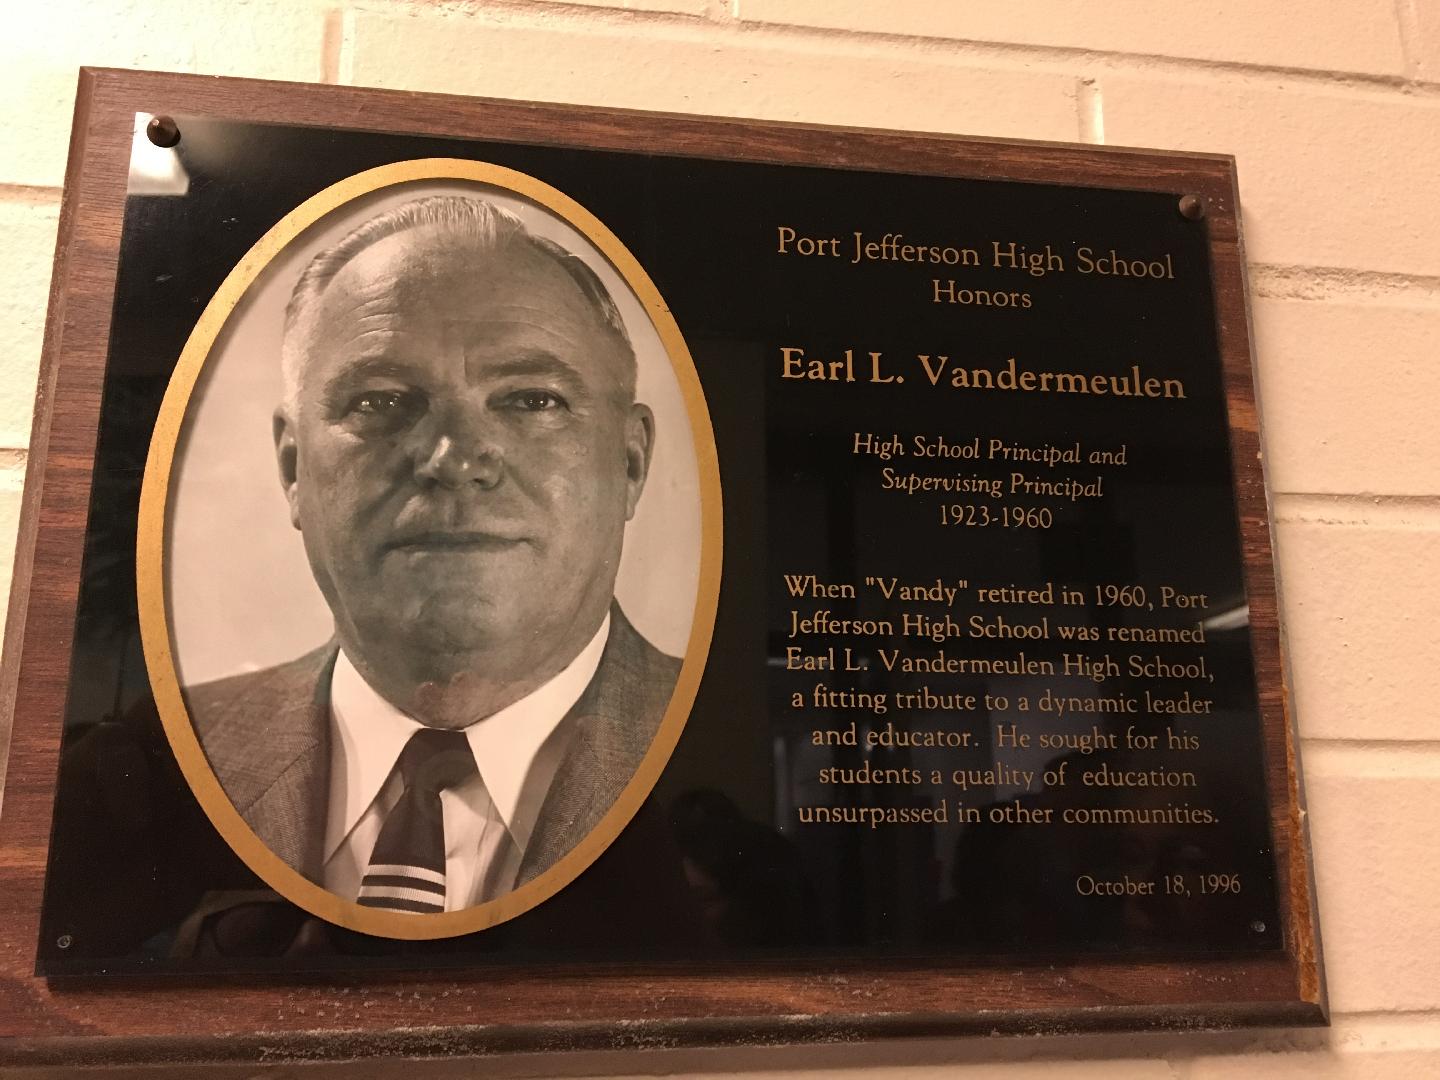 Port Jefferson High School
Honors
Earl L. Vandermeulen
High School Principal and
Supervising Principal
1923-1960
When "Vandy" retired in 1960, Port
Jefferson High School was renamed
Earl L. Vandermeulen High School,
a fitting tribute to a dynamic leader
and educator. He sought for his
students a quality of education
unsurpassed in other communities.
October 18, 1996